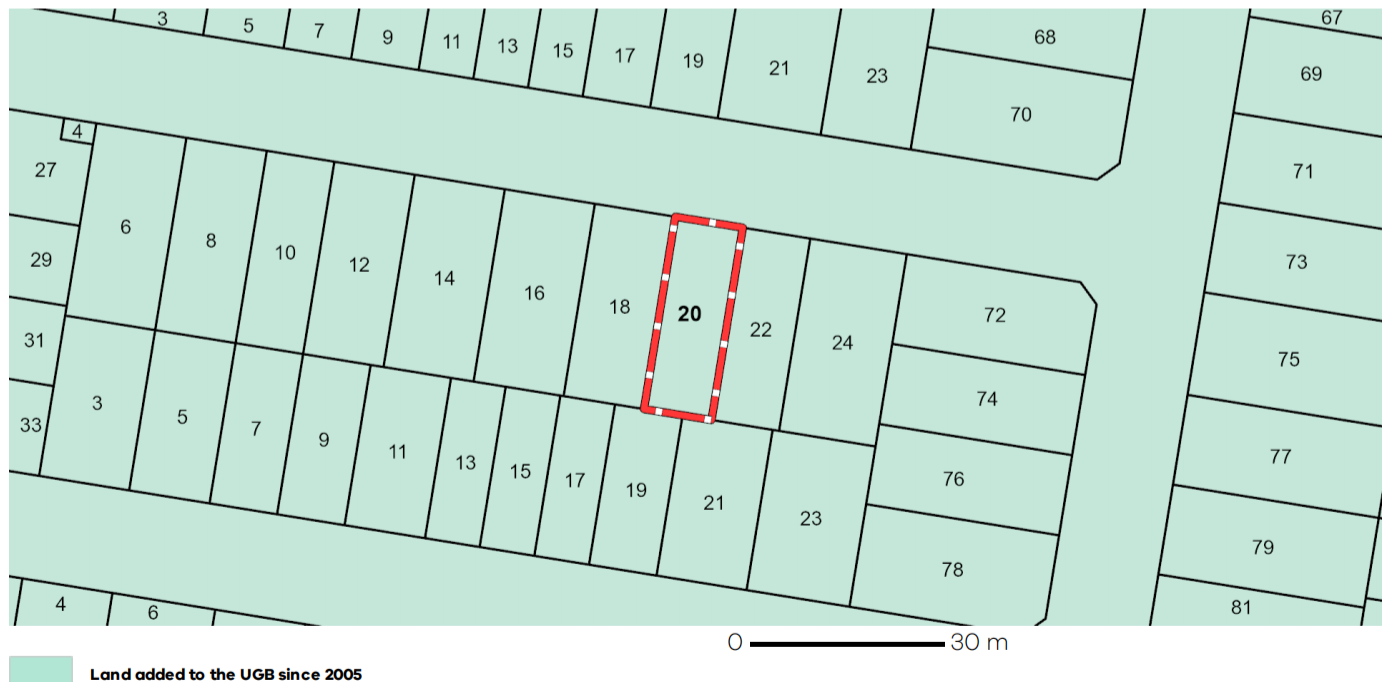 3 5 7 9 11 13 15 17 19 21 23 68 67
70 69
4
27 6 8 10 12 14 16 18 20 22 24 72 71
29 73
31 3 5 7 9 11 13 15 17 19 21 23 74 75
33 76 77
78 79
4 6 81
0 30 m
Land added to the UGB since 2005